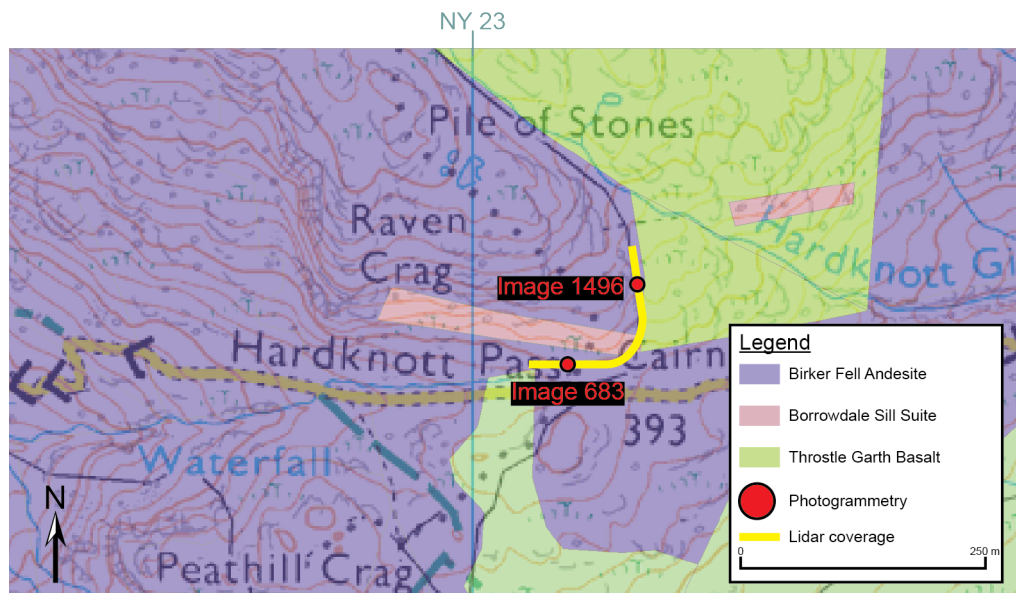 NY 23
Pile of Stones
Raven
Crag
Hardknott Gi
Image 1496
Hardknott Pass
Cairn
Image 683
393
Waterfall
Peathill Crag
N
Legend
Birker Fell Andesite
Borrowdale Sill Suite
Throstle Garth Basalt
Photogrammetry
Lidar coverage
0
250 m